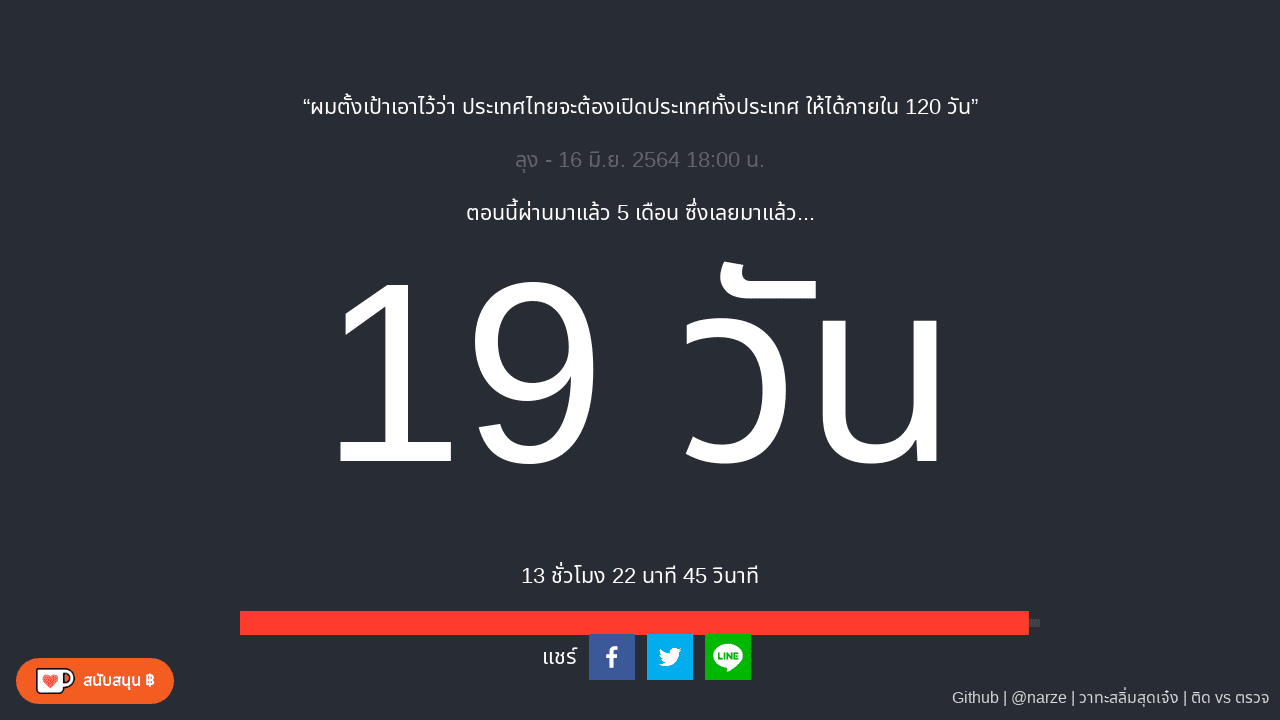 “ผมตั้งเป้าเอาไว้ว่า ประเทศไทยจะต้องเปิดประเทศทั้งประเทศ ให้ได้ภายใน 120 วัน”
ลุง - 16 มิ.ย. 2564 18:00 น.
ตอนนี้ผ่านมาแล้ว 5 เดือน ซึ่งเลยมาแล้ว...
19 วัน
13 ชั่วโมง 22 นาที 45 วินาที
แชร์
LINE
สนับสนุน ฿
Github | @narze | วาทะสลิ่มสุดเจ๋ง | ติด vs ตรวจ